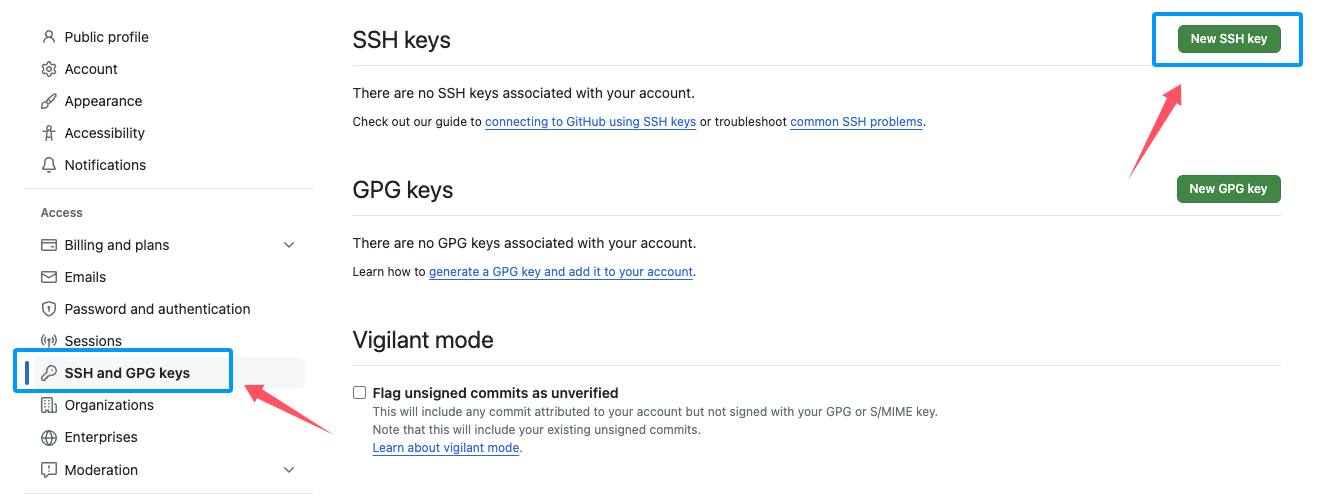 Public profile
Account
Appearance
Accessibility
Notifications
Access
Billing and plans
Emails
Password and authentication
Sessions
SSH and GPG keys
Organizations
Enterprises
Moderation
SSH keys
New SSH key
There are no SSH keys associated with your account.
Check out our guide to connecting to GitHub using SSH keys or troubleshoot common SSH problems.
GPG keys
New GPG key
There are no GPG keys associated with your account.
Learn how to generate a GPG key and add it to your account.
Vigilant mode
Flag unsigned commits as unverified
This will include any commit attributed to your account but not signed with your GPG or S/MIME key.
Note that this will include your existing unsigned commits.
Learn about vigilant mode.